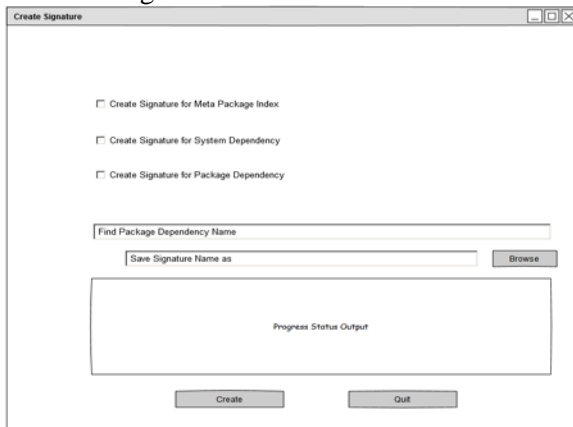 Create Signature
Create Signature for Meta Package Index
Create Signature for System Dependency
Create Signature for Package Dependency
Find Package Dependency Name
Save Signature Name as
Browse
Progress Status Output
Create
Quit